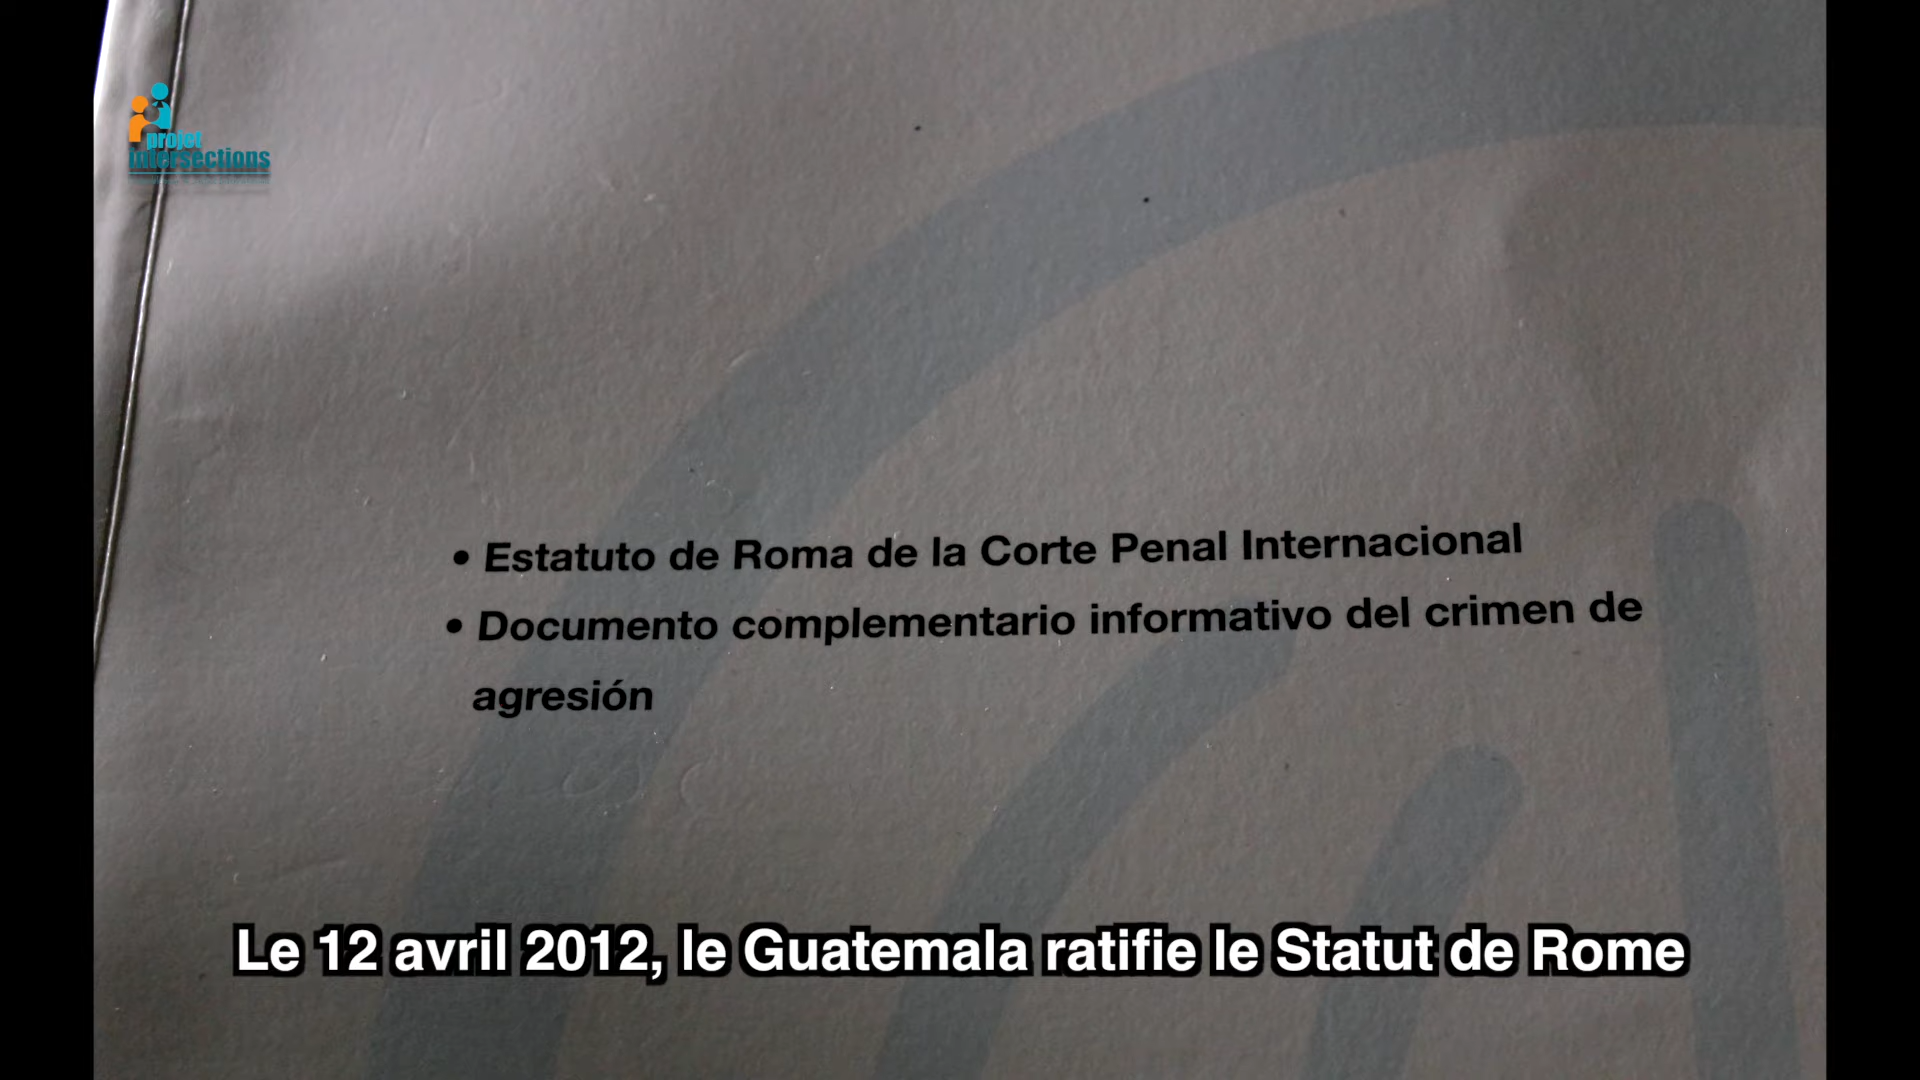 projet
intersections
• Estatuto de Roma de la Corte Penal Internacional
• Documento complementario informativo del crimen de
agresión
Le 12 avril 2012, le Guatemala ratifie le Statut de Rome